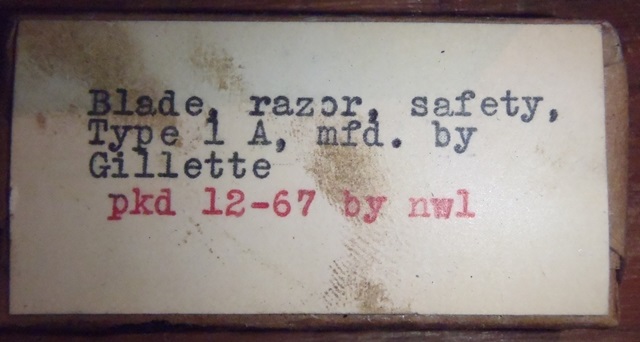 Blade, razor, safety,
Type 1 A, mfd. by
Gillette
pkd 12-67 by nwl